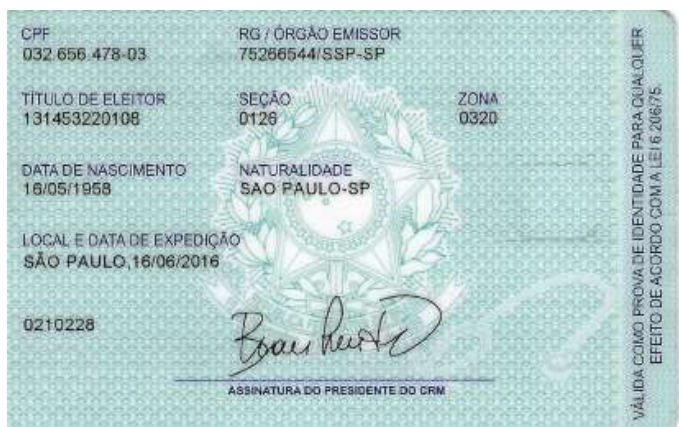 CPF
032.656.478-03
RG / ÓRGÃO EMISSOR
75266544/SSP-SP
TÍTULO DE ELEITOR
131453220108
SEÇÃO
0126
ZONA
0320
DATA DE NASCIMENTO
16/05/1958
NATURALIDADE
SAO PAULO-SP
LOCAL E DATA DE EXPEDIÇÃO
SÃO PAULO,16/06/2016
0210228
ASSINATURA DO PRESIDENTE DO CRM
VÁLIDA COMO PROVA DE IDENTIDADE PARA QUALQUER
EFEITO DE ACORDO COM A LEI 6.206/75.